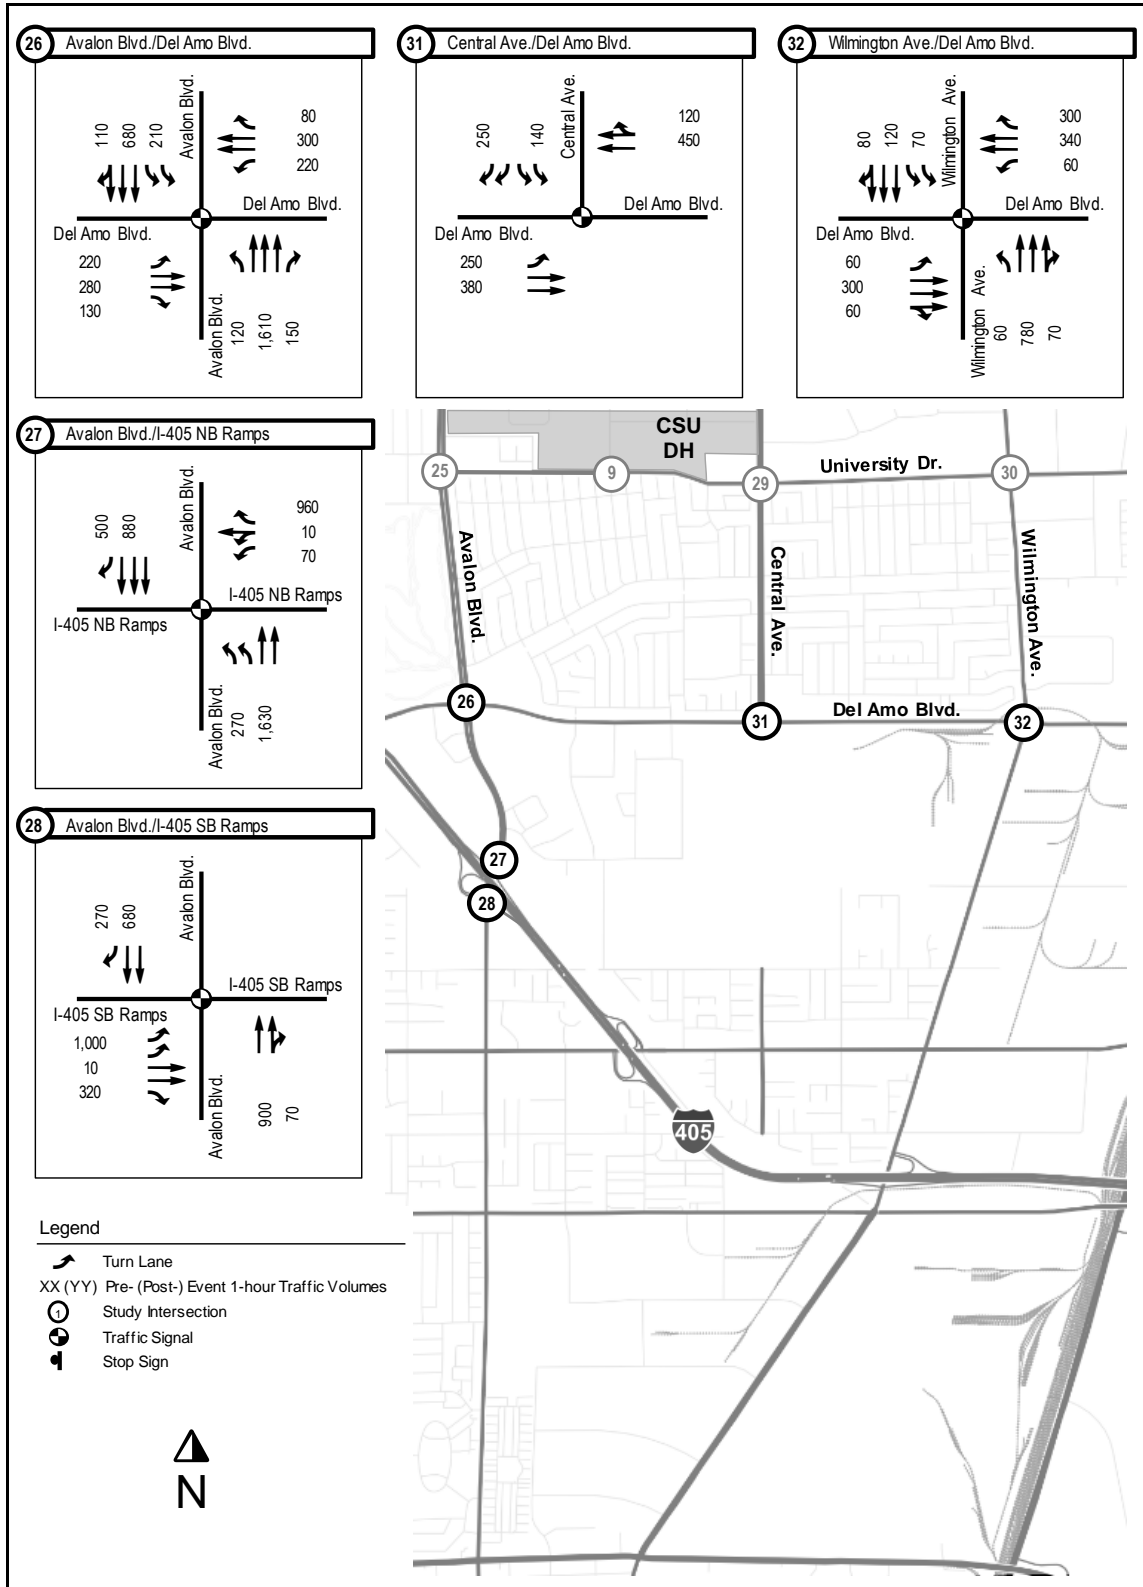 26 Avalon Blvd./Del Amo Blvd.
Avalon Blvd.
110 680 210
80
300
220
Del Amo Blvd.
Del Amo Blvd.
220
280
130
Avalon Blvd.
120 1,610 150
31 Central Ave./Del Amo Blvd.
Central Ave.
250 140
120
450
Del Amo Blvd.
Del Amo Blvd.
250
380
32 Wilmington Ave./Del Amo Blvd.
Wilmington Ave.
80 120 70
300
340
60
Del Amo Blvd.
Del Amo Blvd.
60
300
60
Wilmington Ave.
60 780 70
27 Avalon Blvd./I-405 NB Ramps
Avalon Blvd.
500 880
960
10
70
I-405 NB Ramps
I-405 NB Ramps
Avalon Blvd.
270 1,630
28 Avalon Blvd./I-405 SB Ramps
Avalon Blvd.
270 680
I-405 SB Ramps
I-405 SB Ramps
1,000
10
320
Avalon Blvd.
900 70
CSU
DH
25
9
29
University Dr.
30
Avalon Blvd.
Central Ave.
Wilmington Ave.
26
31
Del Amo Blvd.
32
27
28
405
Legend
Turn Lane
XX (YY) Pre- (Post-) Event 1-hour Traffic Volumes
1 Study Intersection
Traffic Signal
Stop Sign
N